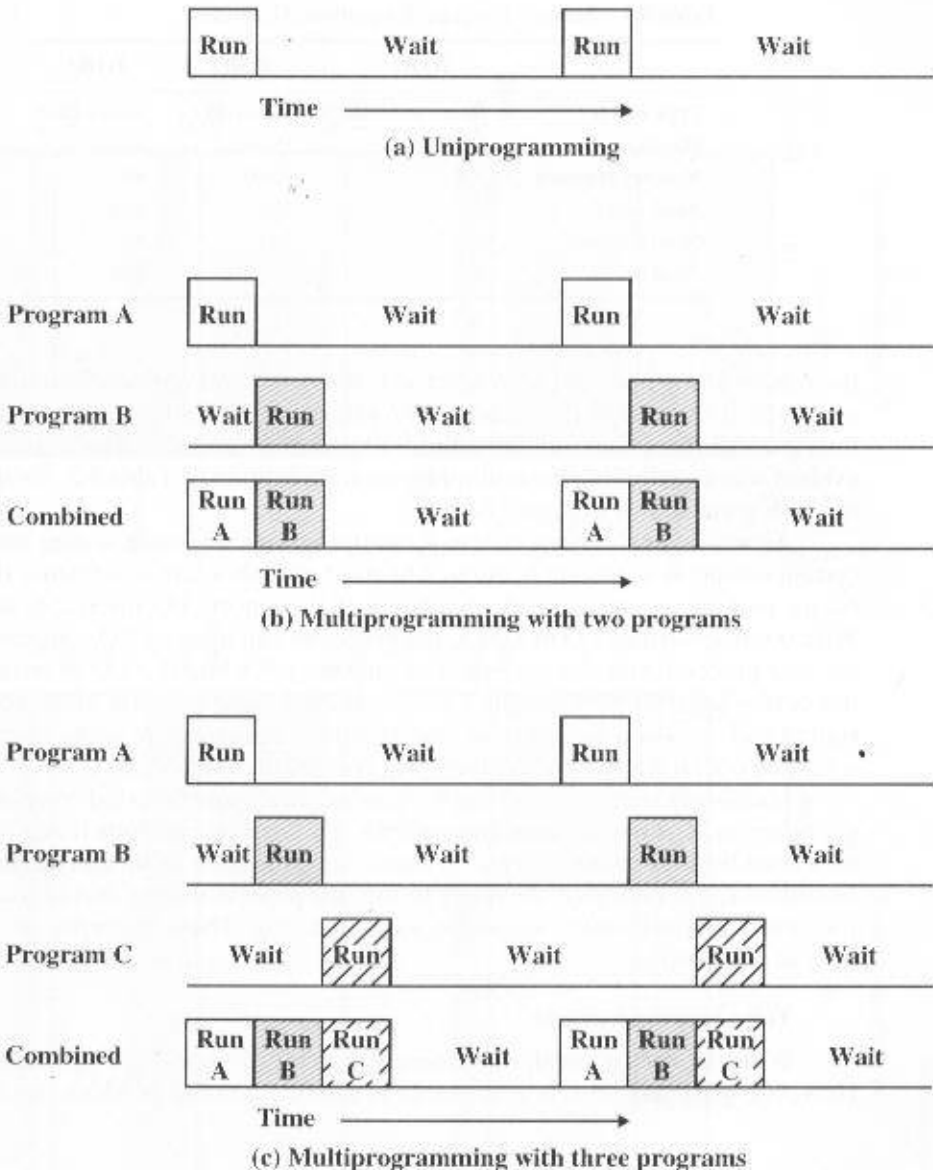 Run Wait Run Wait
Time
(a) Uniprogramming
Program A Run Wait Run Wait
Program B Wait Run Wait Run Wait
Combined Run A Run B Wait Run A Run B Wait
Time
(b) Multiprogramming with two programs
Program A Run Wait Run Wait
Program B Wait Run Wait Run Wait
Program C Wait Run Wait Run Wait
Combined Run A Run B Run C Wait Run A Run B Run C Wait
Time
(c) Multiprogramming with three programs